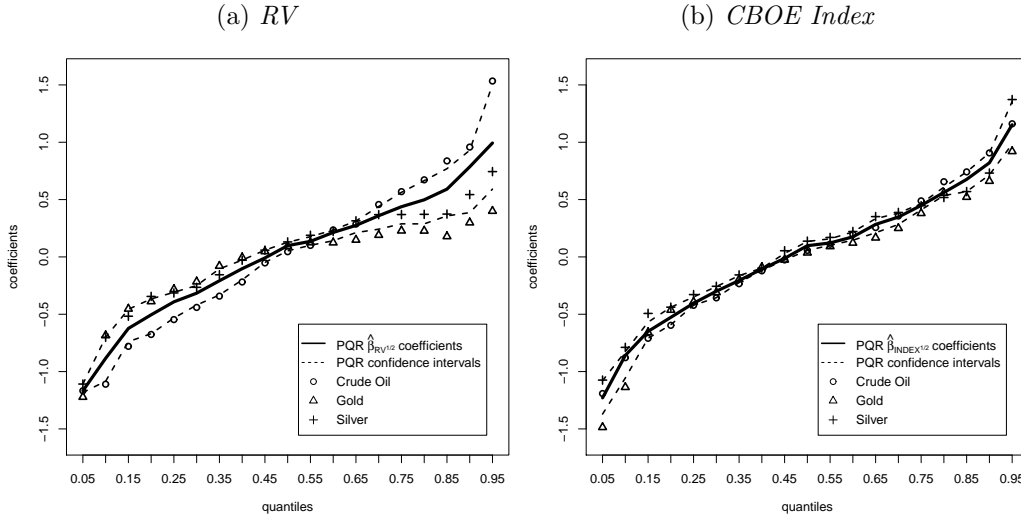 (a) RV
coefficients
1.5
1.0
0.5
0.0
−0.5
−1.0
−1.5
PQR β̂RV1/2 coefficients
PQR confidence intervals
Crude Oil
Gold
Silver
0.05 0.15 0.25 0.35 0.45 0.55 0.65 0.75 0.85 0.95
quantiles
(b) CBOE Index
coefficients
1.5
1.0
0.5
0.0
−0.5
−1.0
−1.5
PQR β̂INDEX1/2 coefficients
PQR confidence intervals
Crude Oil
Gold
Silver
0.05 0.15 0.25 0.35 0.45 0.55 0.65 0.75 0.85 0.95
quantiles